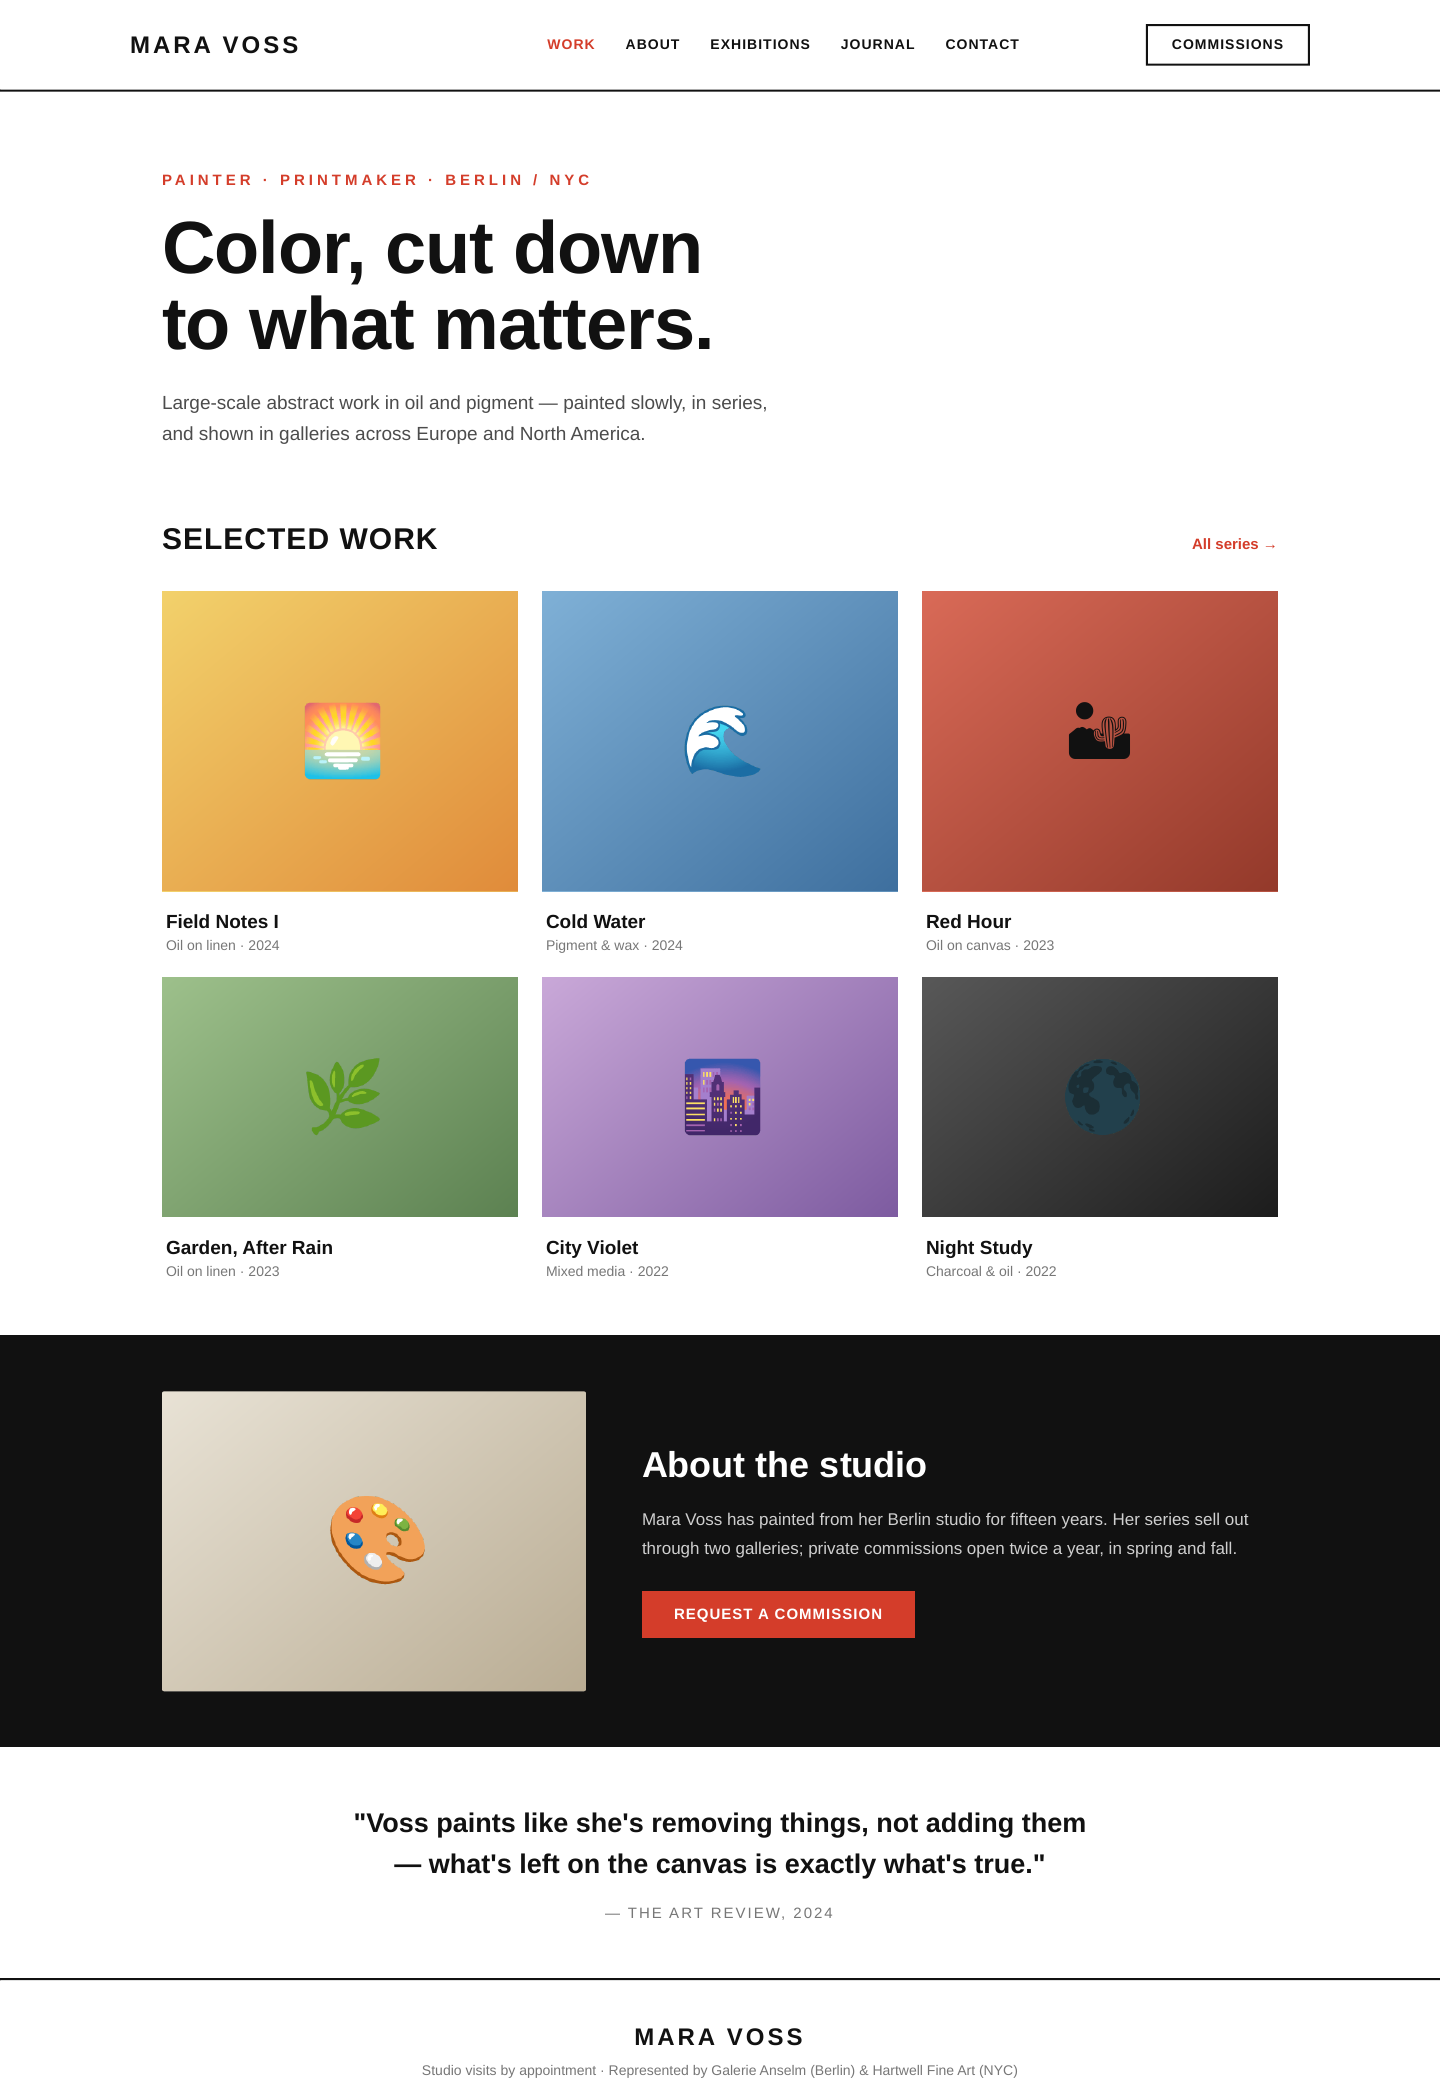 MARA VOSS
WORK ABOUT EXHIBITIONS JOURNAL CONTACT
COMMISSIONS
PAINTER · PRINTMAKER · BERLIN / NYC
Color, cut down
to what matters.
Large-scale abstract work in oil and pigment — painted slowly, in series,
and shown in galleries across Europe and North America.
SELECTED WORK
All series →
Field Notes I
Oil on linen · 2024
Cold Water
Pigment & wax · 2024
Red Hour
Oil on canvas · 2023
Garden, After Rain
Oil on linen · 2023
City Violet
Mixed media · 2022
Night Study
Charcoal & oil · 2022
About the studio
Mara Voss has painted from her Berlin studio for fifteen years. Her series sell out
through two galleries; private commissions open twice a year, in spring and fall.
REQUEST A COMMISSION
"Voss paints like she's removing things, not adding them
— what's left on the canvas is exactly what's true."
— THE ART REVIEW, 2024
MARA VOSS
Studio visits by appointment · Represented by Galerie Anselm (Berlin) & Hartwell Fine Art (NYC)